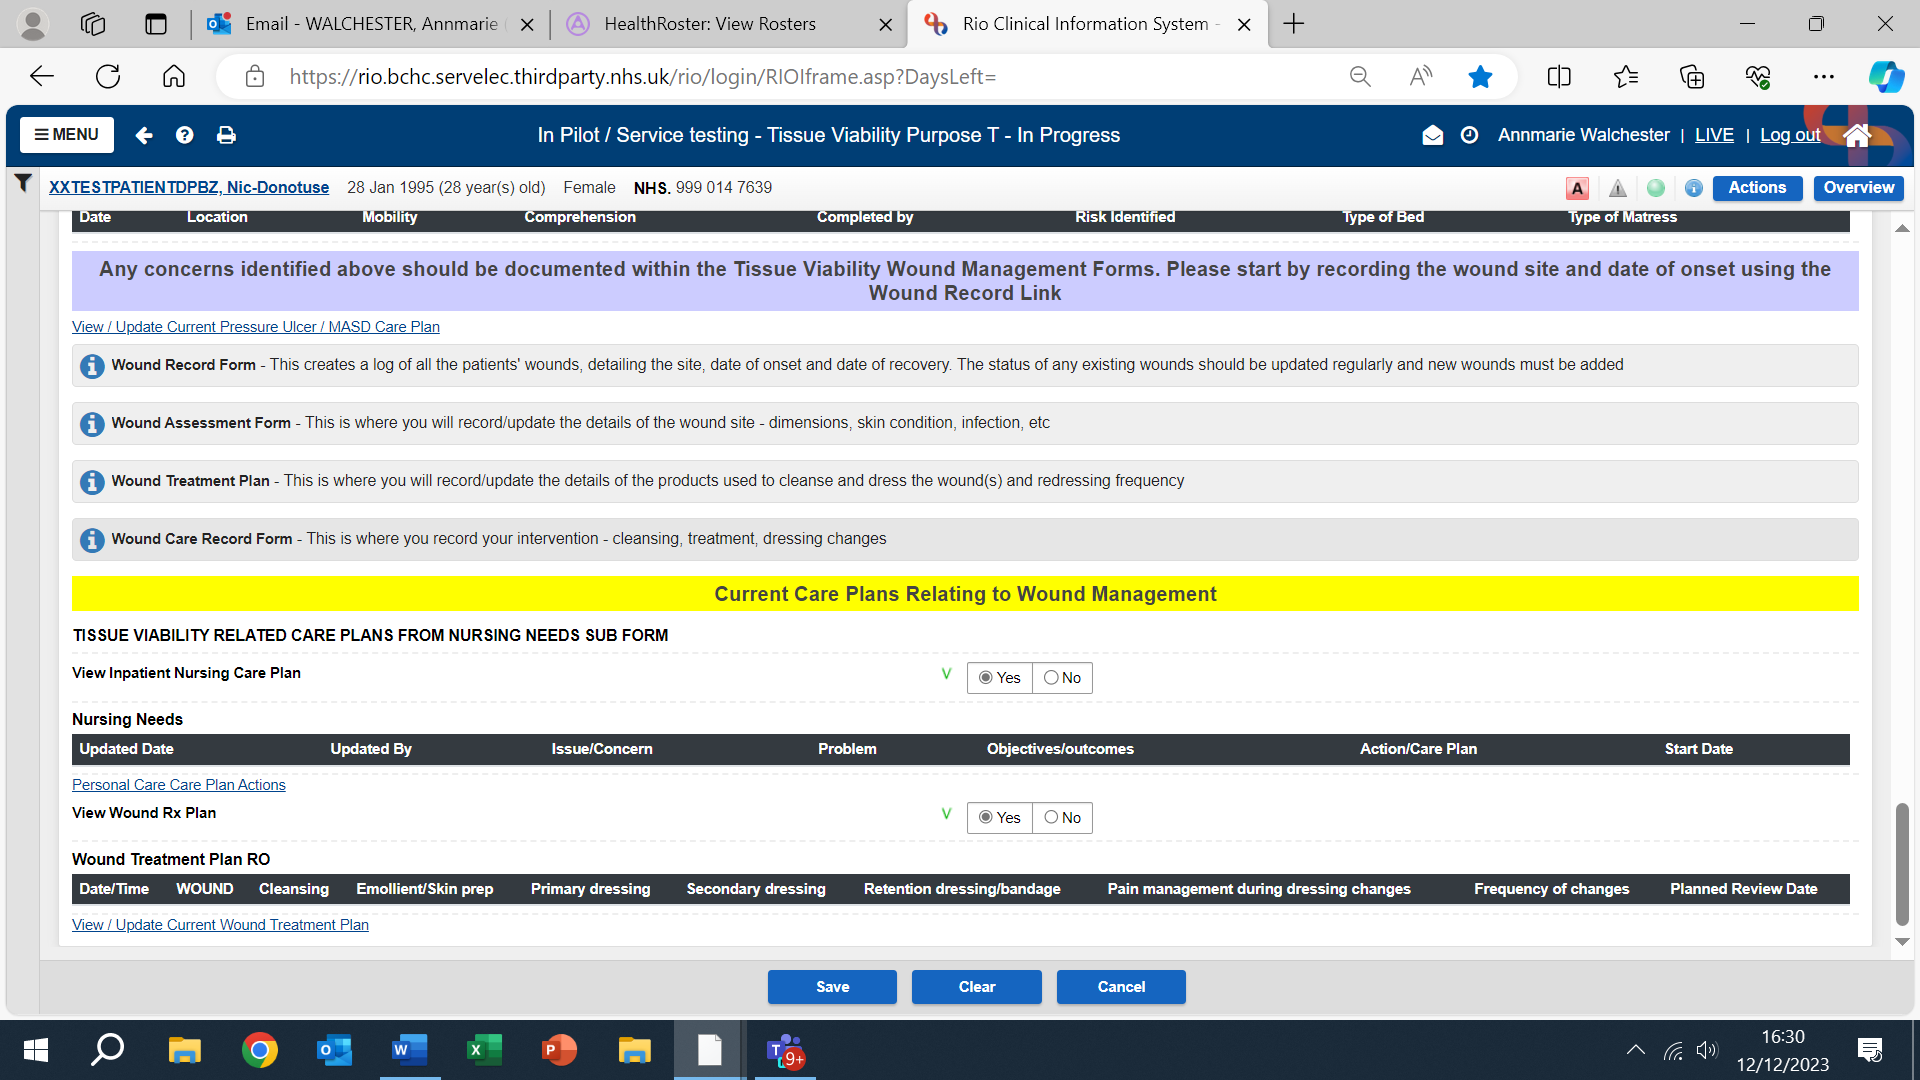 Email - WALCHESTER, Annmarie
HealthRoster: View Rosters
Rio Clinical Information System -
https://rio.bchc.servelec.thirdparty.nhs.uk/rio/login/RIOIframe.asp?DaysLeft=
MENU
In Pilot / Service testing - Tissue Viability Purpose T - In Progress
Annmarie Walchester | LIVE | Log out
XXTESTPATIENTDPBZ, Nic-Donotuse 28 Jan 1995 (28 year(s) old) Female NHS. 999 014 7639
A
Actions Overview
Date Location Mobility Comprehension Completed by Risk Identified Type of Bed Type of Matress
Any concerns identified above should be documented within the Tissue Viability Wound Management Forms. Please start by recording the wound site and date of onset using the
Wound Record Link
View / Update Current Pressure Ulcer / MASD Care Plan
Wound Record Form - This creates a log of all the patients' wounds, detailing the site, date of onset and date of recovery. The status of any existing wounds should be updated regularly and new wounds must be added
Wound Assessment Form - This is where you will record/update the details of the wound site - dimensions, skin condition, infection, etc
Wound Treatment Plan - This is where you will record/update the details of the products used to cleanse and dress the wound(s) and redressing frequency
Wound Care Record Form - This is where you record your intervention - cleansing, treatment, dressing changes
Current Care Plans Relating to Wound Management
TISSUE VIABILITY RELATED CARE PLANS FROM NURSING NEEDS SUB FORM
View Inpatient Nursing Care Plan V Yes No
Nursing Needs
Updated Date Updated By Issue/Concern Problem Objectives/outcomes Action/Care Plan Start Date
Personal Care Care Plan Actions
View Wound Rx Plan V Yes No
Wound Treatment Plan RO
Date/Time WOUND Cleansing Emollient/Skin prep Primary dressing Secondary dressing Retention dressing/bandage Pain management during dressing changes Frequency of changes Planned Review Date
View / Update Current Wound Treatment Plan
Save Clear Cancel
9+
16:30
12/12/2023